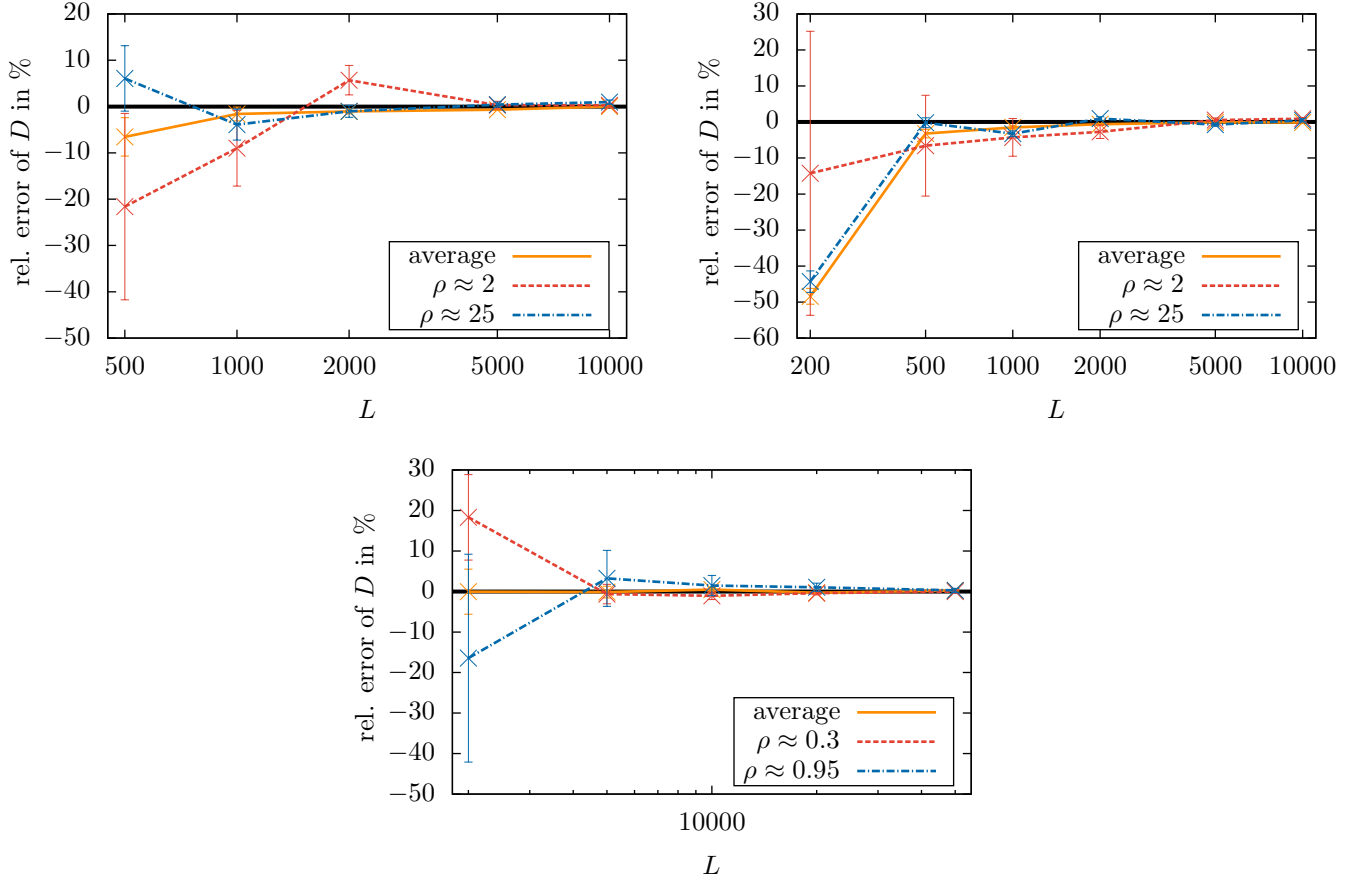 rel. error of D in %
20
10
0
−10
−20
−30
−40
−50
500 1000 2000 5000 10000
L
average
ρ ≈ 2
ρ ≈ 25
rel. error of D in %
30
20
10
0
−10
−20
−30
−40
−50
−60
200 500 1000 2000 5000 10000
L
average
ρ ≈ 2
ρ ≈ 25
rel. error of D in %
30
20
10
0
−10
−20
−30
−40
−50
10000
L
average
ρ ≈ 0.3
ρ ≈ 0.95